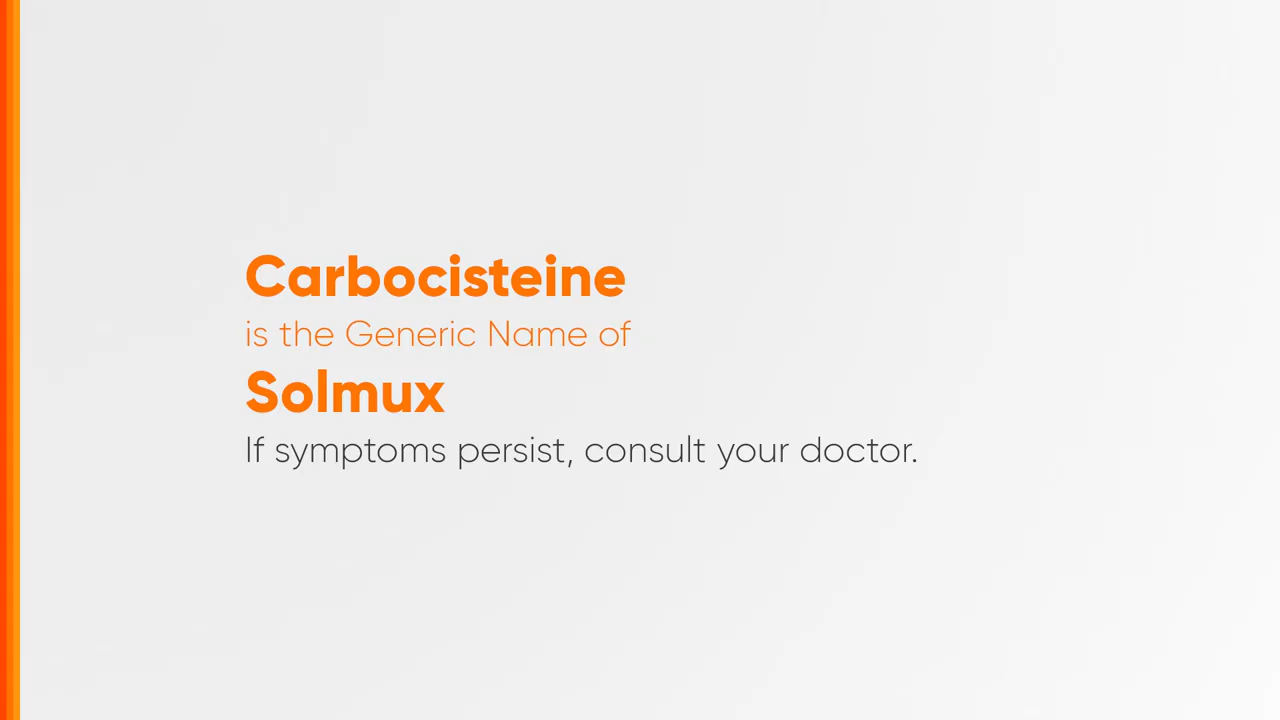 Carbocisteine
is the Generic Name of
Solmux
If symptoms persist, consult your doctor.